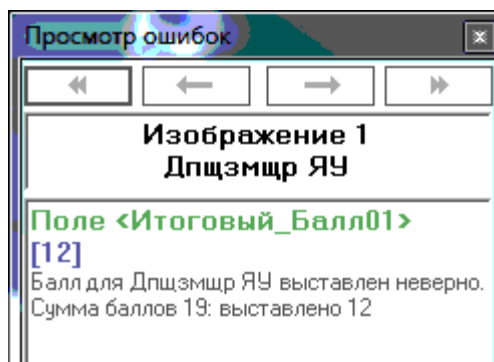 Просмотр ошибок
Изображение 1
Дпщзмщр ЯУ
Поле <Итоговый_Балл01>
[12]
Балл для Дпщзмщр ЯУ выставлен неверно.
Сумма баллов 19: выставлено 12